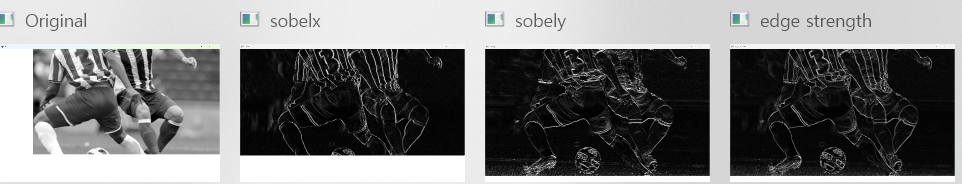 Original
sobelx
sobely
edge strength